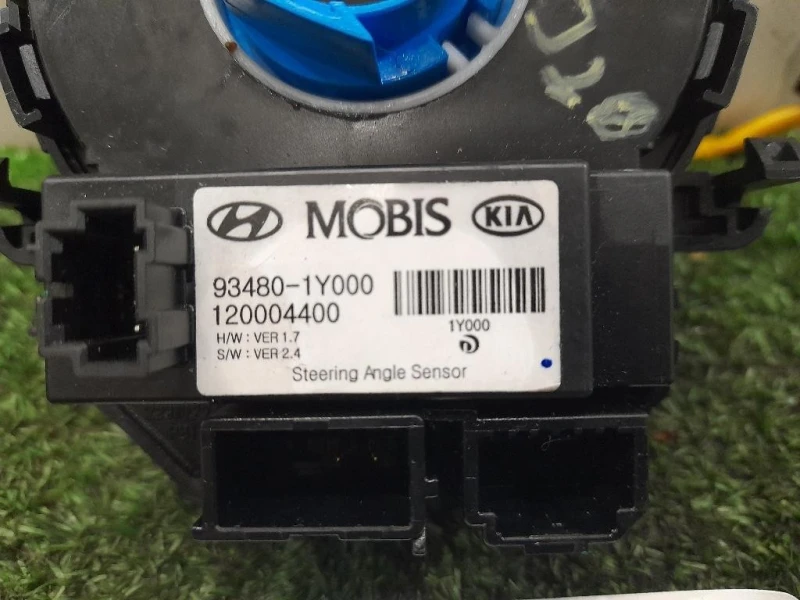 MOBIS KIA
93480-1Y000
120004400
1Y000
H/W : VER 1.7
S/W : VER 2.4
Steering Angle Sensor